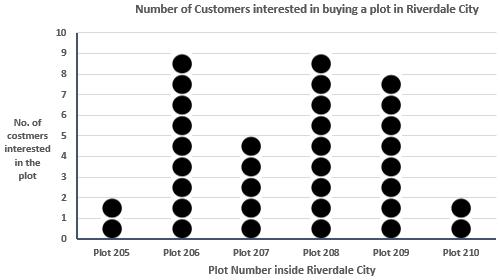 Number of Customers interested in buying a plot in Riverdale City
10
9
8
7
6
5
4
3
2
1
0
No. of
costmers
interested
in the
plot
Plot 205 Plot 206 Plot 207 Plot 208 Plot 209 Plot 210
Plot Number inside Riverdale City